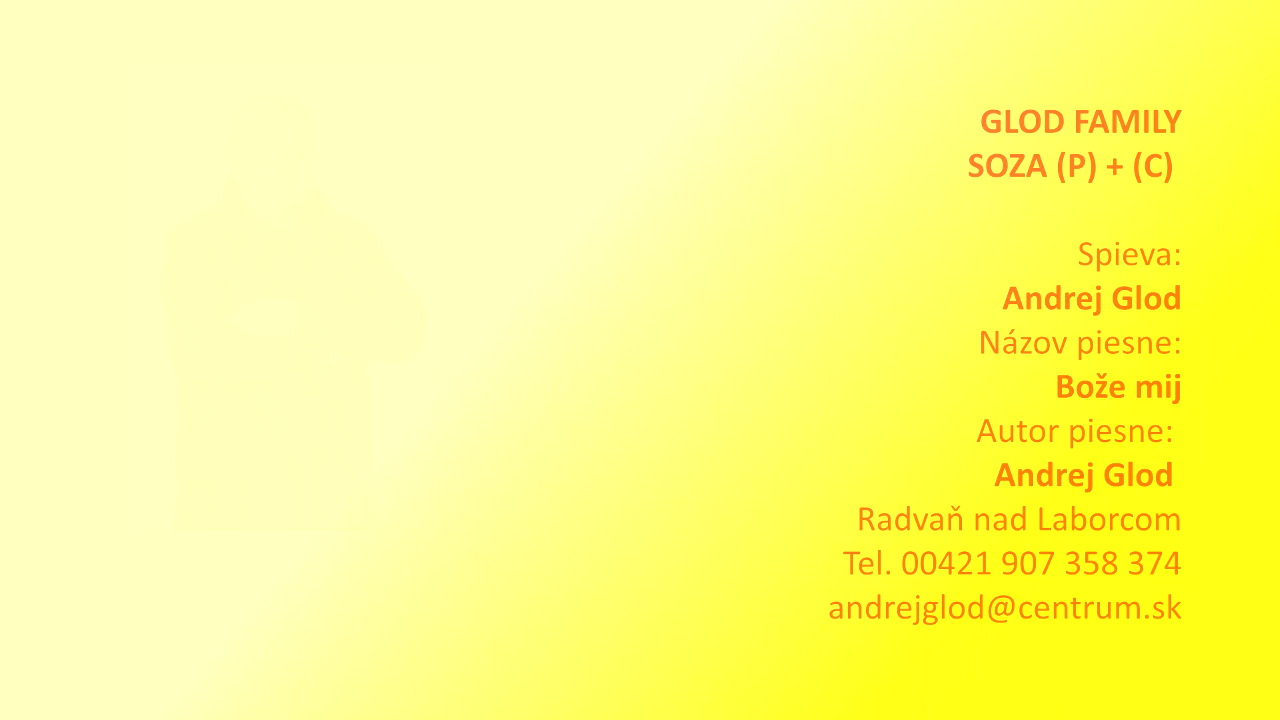 GLOD FAMILY
SOZA (P) + (C)
Spieva:
Andrej Glod
Názov piesne:
Bože mij
Autor piesne:
Andrej Glod
Radvaň nad Laborcom
Tel. 00421 907 358 374
andrejglod@centrum.sk